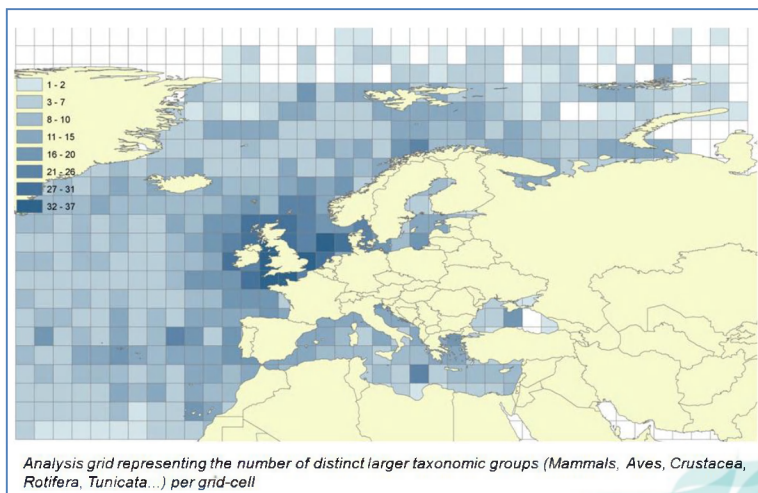 1 - 2
3 - 7
8 - 10
11 - 15
16 - 20
21 - 26
27 - 31
32 - 37
Analysis grid representing the number of distinct larger taxonomic groups (Mammals, Aves, Crustacea,
Rotifera, Tunicata...) per grid-cell